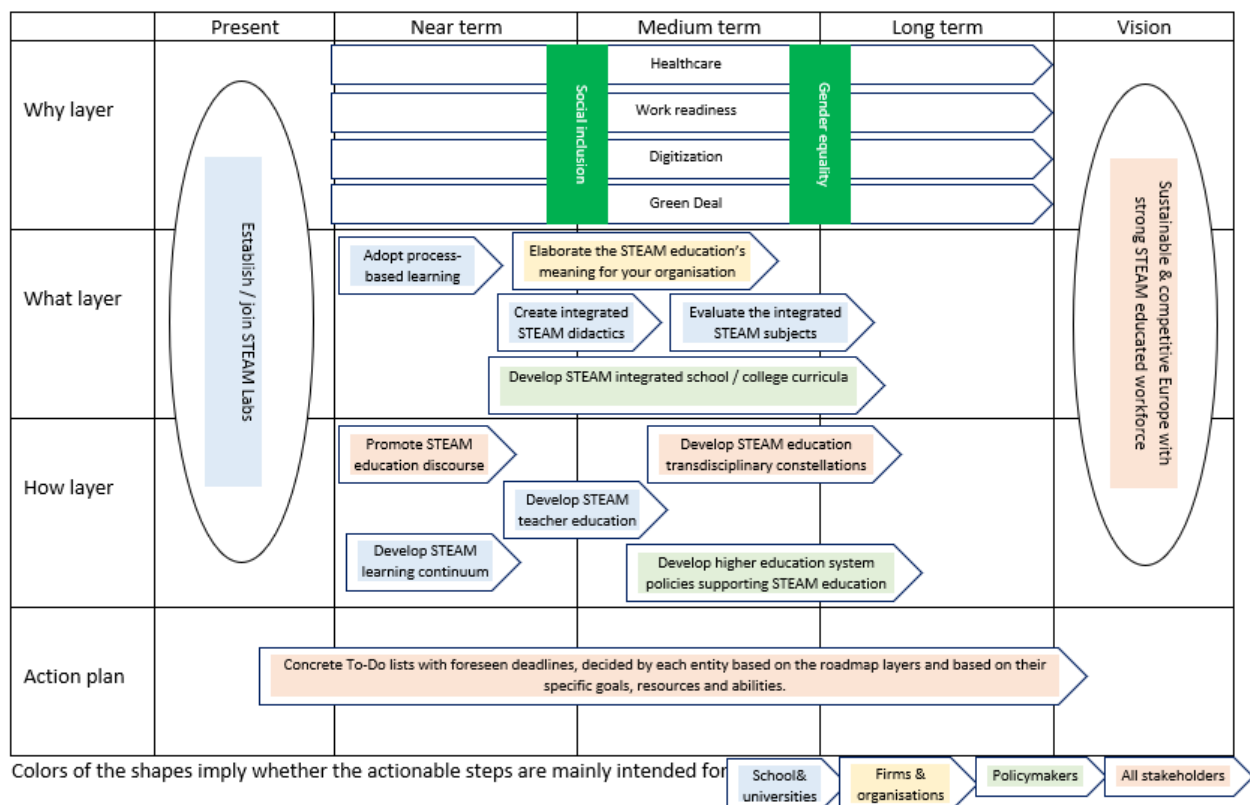 Present
Near term
Medium term
Long term
Vision
Why layer
Healthcare
Work readiness
Digitization
Green Deal
Social inclusion
Gender equality
Establish / join STEAM Labs
Sustainable & competitive Europe with
strong STEAM educated workforce
What layer
Adopt process-
based learning
Elaborate the STEAM education's
meaning for your organisation
Create integrated
STEAM didactics
Evaluate the integrated
STEAM subjects
Develop STEAM integrated school / college curricula
How layer
Promote STEAM
education discourse
Develop STEAM education
transdisciplinary constellations
Develop STEAM
teacher education
Develop STEAM
learning continuum
Develop higher education system
policies supporting STEAM education
Action plan
Concrete To-Do lists with foreseen deadlines, decided by each entity based on the roadmap layers and based on their
specific goals, resources and abilities.
Colors of the shapes imply whether the actionable steps are mainly intended for
School&
universities
Firms &
organisations
Policymakers
All stakeholders